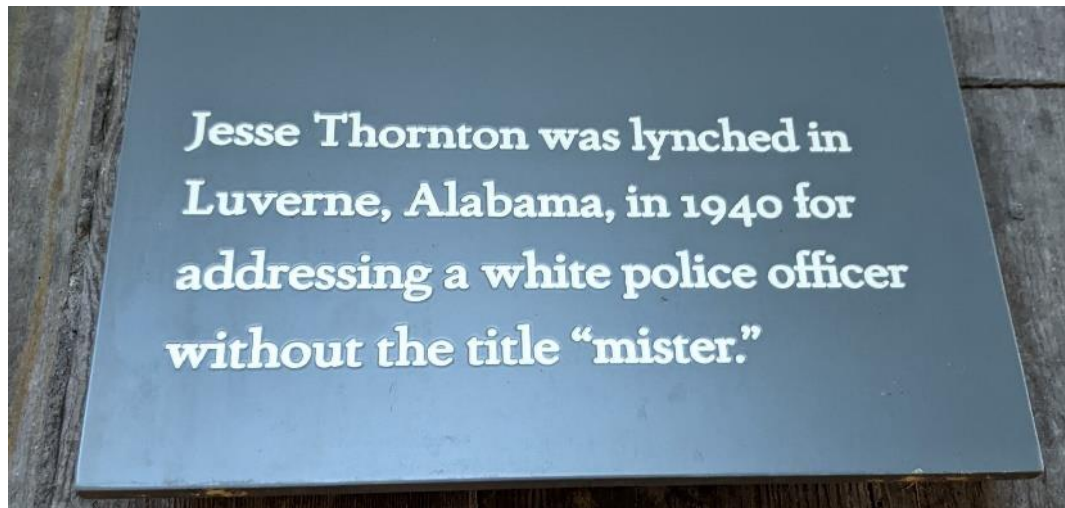 Jesse Thornton was lynched in
Luverne, Alabama, in 1940 for
addressing a white police officer
without the title “mister.”